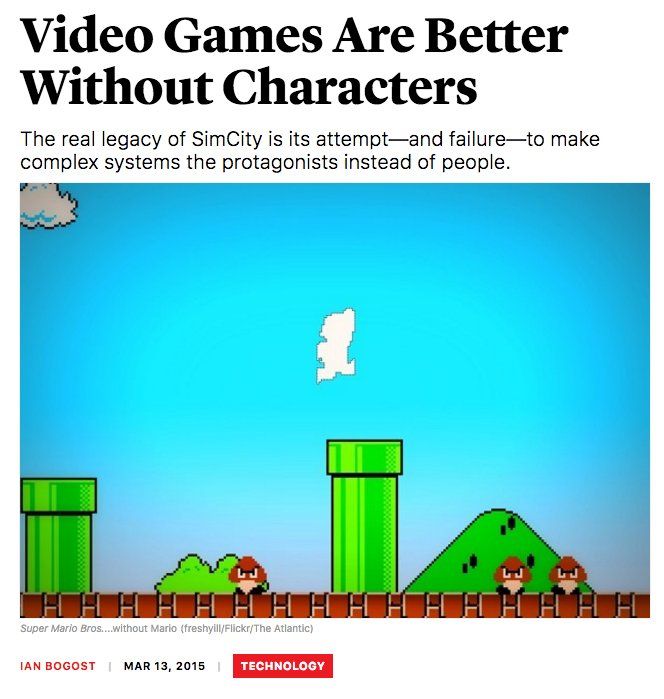 Video Games Are Better
Without Characters
The real legacy of SimCity is its attempt—and failure—to make
complex systems the protagonists instead of people.
Super Mario Bros....without Mario (freshyill/Flickr/The Atlantic)
IAN BOGOST | MAR 13, 2015 | TECHNOLOGY